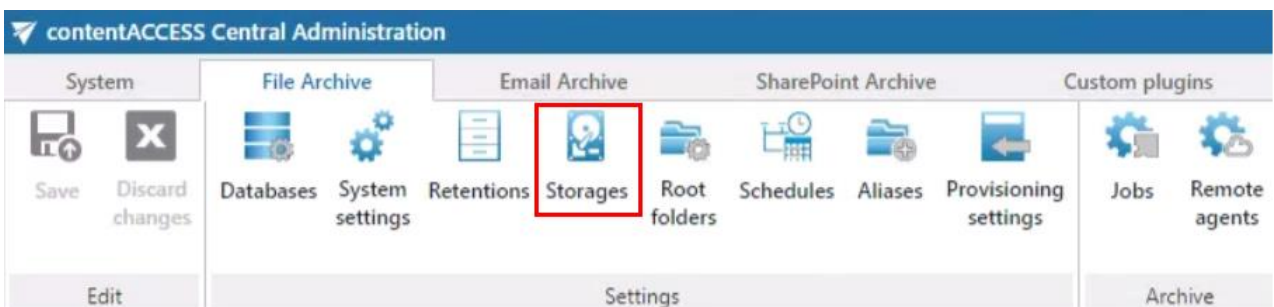 contentACCESS Central Administration
System File Archive Email Archive SharePoint Archive Custom plugins
Save Discard changes Databases System settings Retentions Storages Root folders Schedules Aliases Provisioning settings Jobs Remote agents
Edit Settings Archive